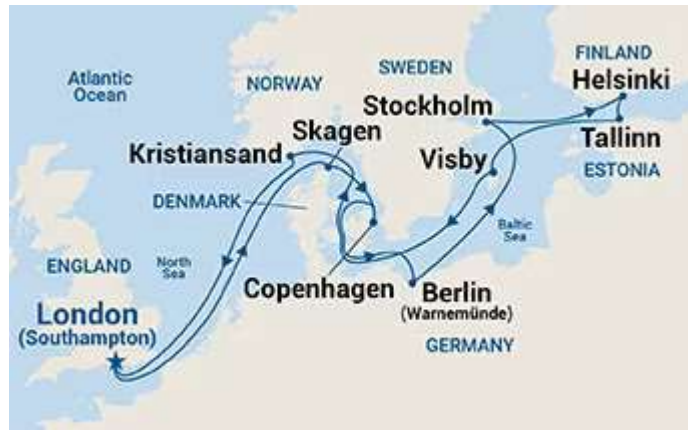 Atlantic
Ocean
NORWAY
SWEDEN
FINLAND
Helsinki
Stockholm
Skagen
Kristiansand
Visby
Tallinn
ESTONIA
DENMARK
Baltic
Sea
North
Sea
ENGLAND
Copenhagen
Berlin
(Warnemünde)
London
(Southampton)
GERMANY